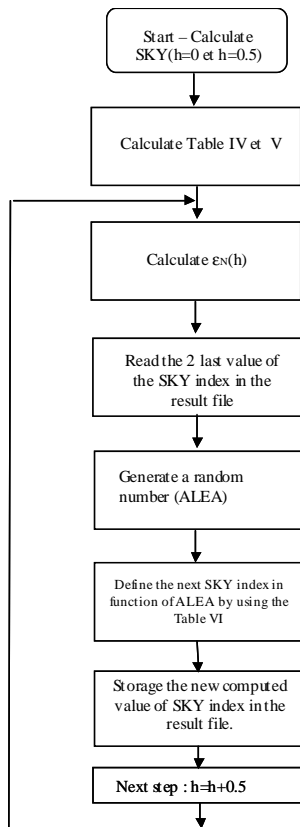 Start – Calculate
SKY(h=0 et h=0.5)
Calculate Table IV et V
Calculate εN(h)
Read the 2 last value of
the SKY index in the
result file
Generate a random
number (ALEA)
Define the next SKY index in
function of ALEA by using the
Table VI
Storage the new computed
value of SKY index in the
result file.
Next step : h=h+0.5